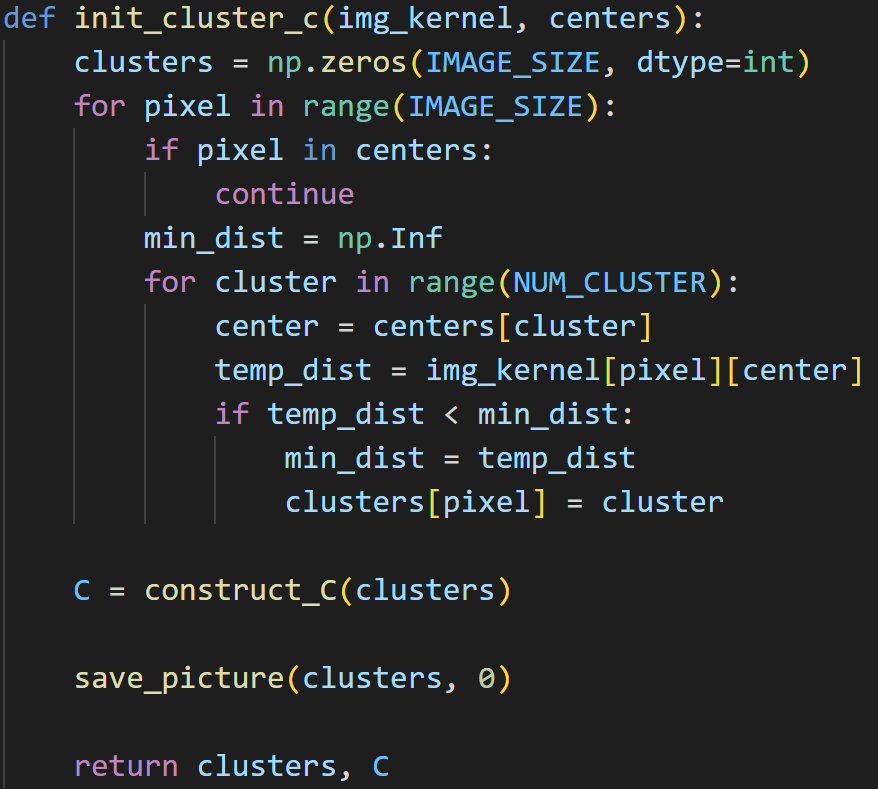 def init_cluster_c(img_kernel, centers):
    clusters = np.zeros(IMAGE_SIZE, dtype=int)
    for pixel in range(IMAGE_SIZE):
        if pixel in centers:
            continue
        min_dist = np.Inf
        for cluster in range(NUM_CLUSTER):
            center = centers[cluster]
            temp_dist = img_kernel[pixel][center]
            if temp_dist < min_dist:
                min_dist = temp_dist
                clusters[pixel] = cluster

    C = construct_C(clusters)

    save_picture(clusters, 0)

    return clusters, C